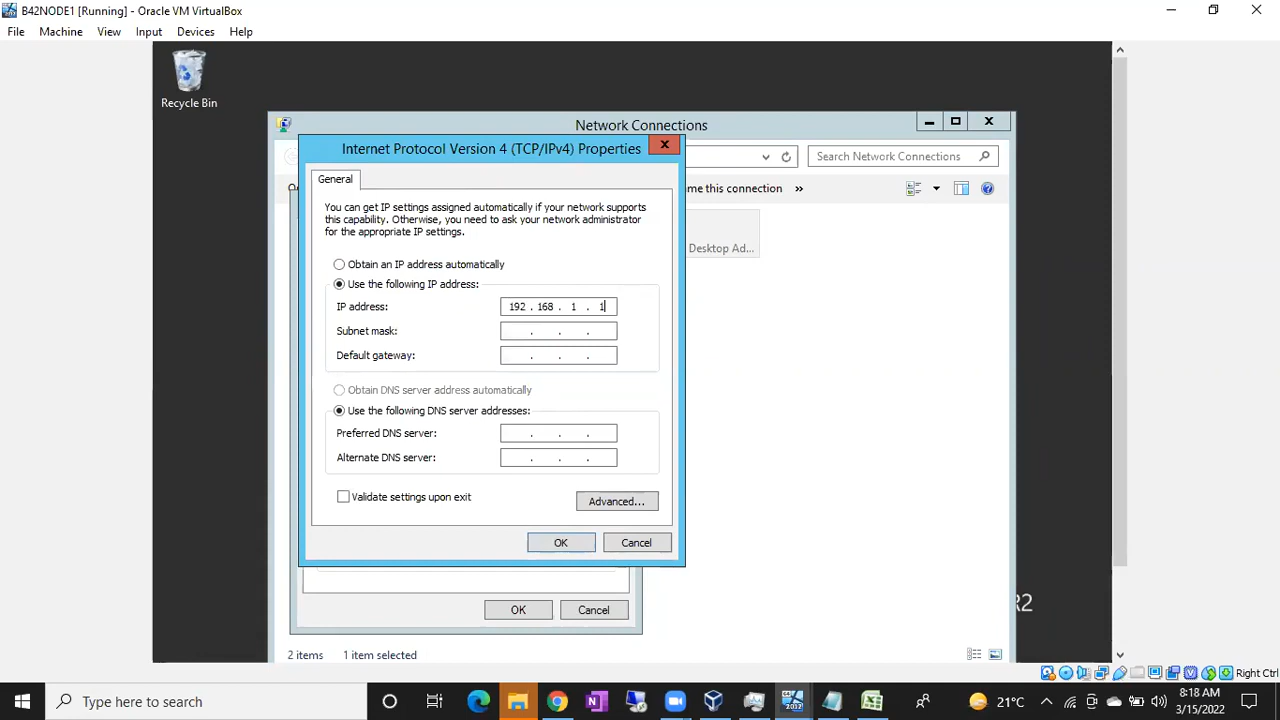 B42NODE1 [Running] - Oracle VM VirtualBox
File Machine View Input Devices Help
Recycle Bin
Network Connections
Internet Protocol Version 4 (TCP/IPv4) Properties
Search Network Connections
General
me this connection »
You can get IP settings assigned automatically if your network supports
this capability. Otherwise, you need to ask your network administrator
for the appropriate IP settings.
Desktop Ad...
Obtain an IP address automatically
Use the following IP address:
IP address: 192 . 168 . 1 . 1
Subnet mask: . . .
Default gateway: . . .
Obtain DNS server address automatically
Use the following DNS server addresses:
Preferred DNS server: . . .
Alternate DNS server: . . .
Validate settings upon exit
Advanced...
OK Cancel
R2
OK Cancel
2 items 1 item selected
Right Ctrl
Type here to search
21°C
8:18 AM
3/15/2022